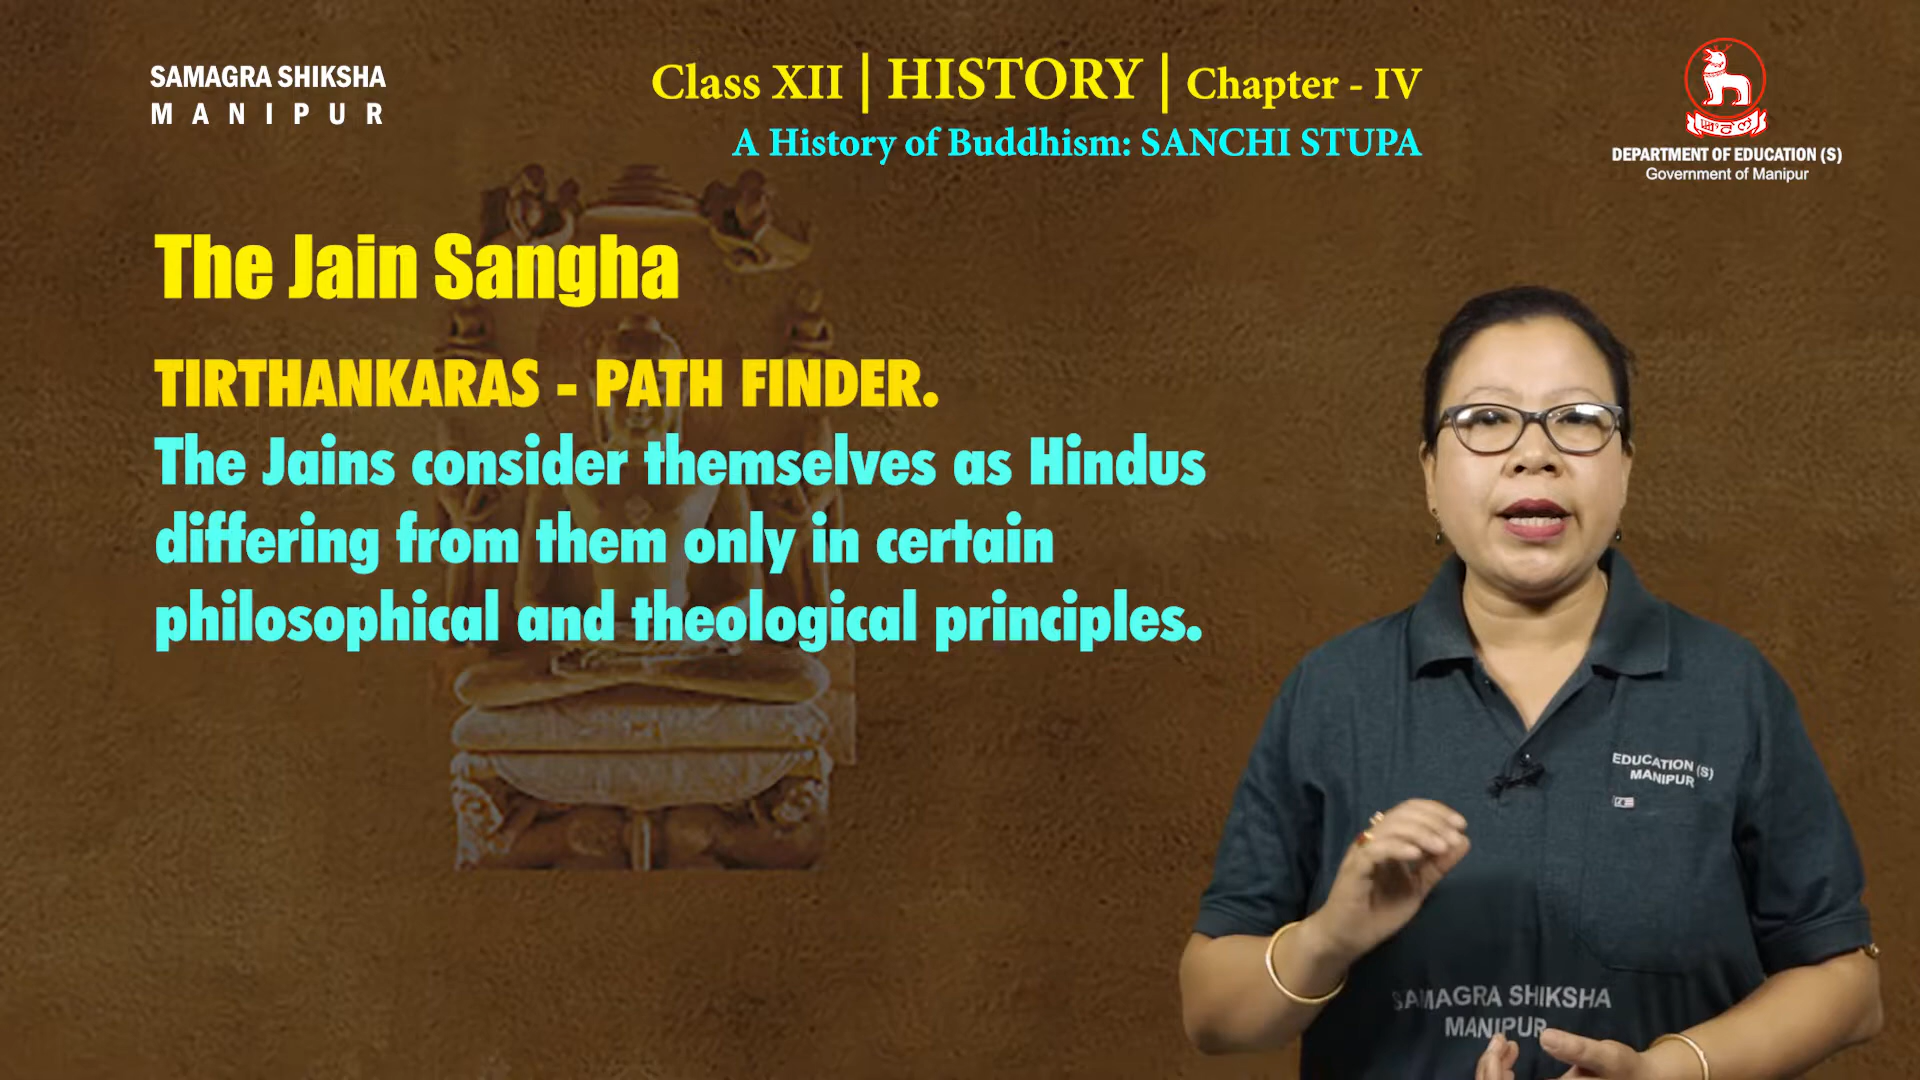 SAMAGRA SHIKSHA
MANIPUR
Class XII | HISTORY | Chapter - IV
A History of Buddhism: SANCHI STUPA
DEPARTMENT OF EDUCATION (S)
Government of Manipur
The Jain Sangha
TIRTHANKARAS - PATH FINDER.
The Jains consider themselves as Hindus
differing from them only in certain
philosophical and theological principles.
EDUCATION (S)
MANIPUR
SAMAGRA SHIKSHA
MANIPUR